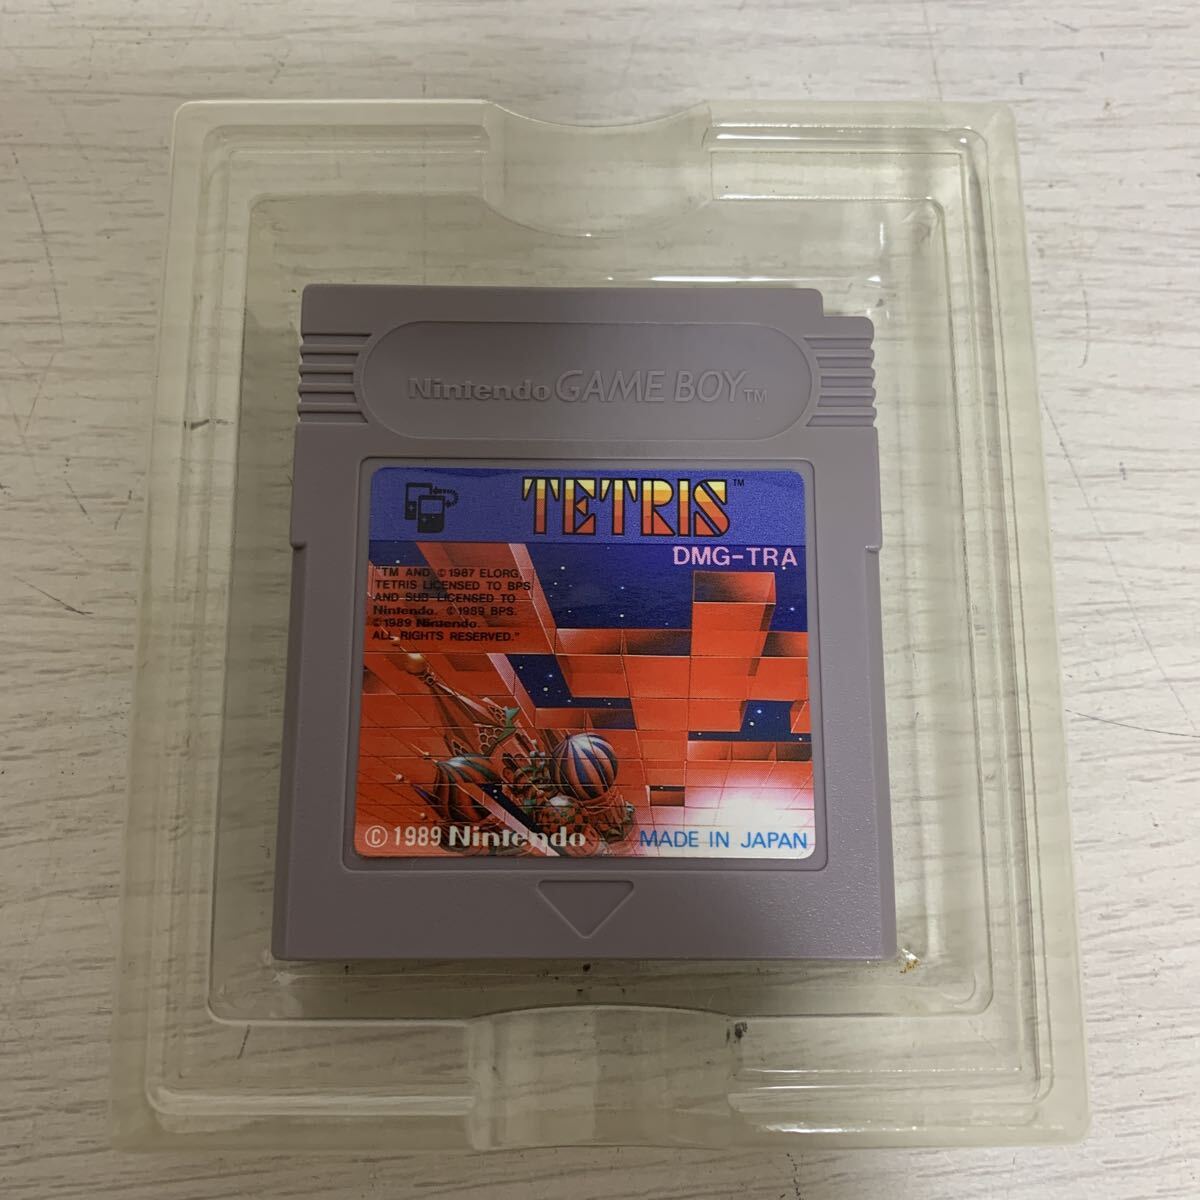 Nintendo GAME BOY TM
TETRIS TM
DMG-TRA
"TM AND © 1987 ELORG,
TETRIS LICENSED TO BPS
AND SUB-LICENSED TO
Nintendo. © 1989 BPS.
© 1989 Nintendo.
ALL RIGHTS RESERVED."
© 1989 Nintendo
MADE IN JAPAN